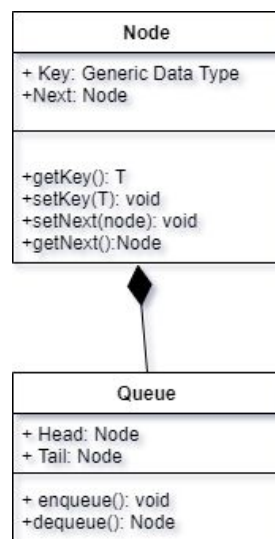 Node
+ Key: Generic Data Type
+Next: Node
+getKey(): T
+setKey(T): void
+setNext(node): void
+getNext():Node
Queue
+ Head: Node
+ Tail: Node
+ enqueue(): void
+dequeue(): Node